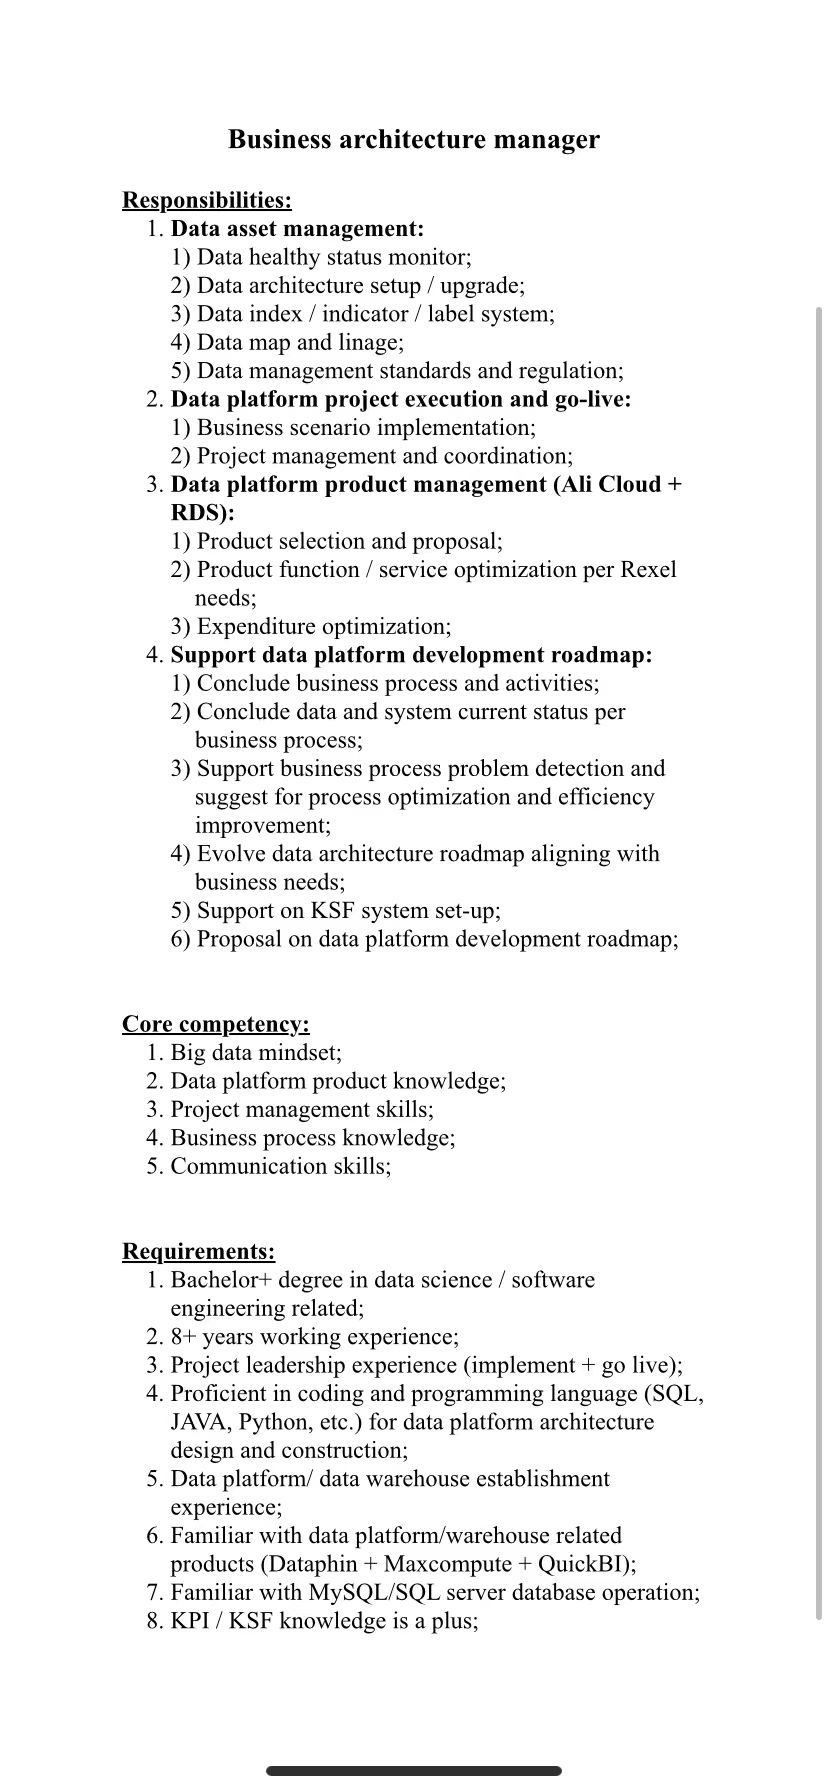 Business architecture manager
Responsibilities:
1. Data asset management:
1) Data healthy status monitor;
2) Data architecture setup / upgrade;
3) Data index / indicator / label system;
4) Data map and linage;
5) Data management standards and regulation;
2. Data platform project execution and go-live:
1) Business scenario implementation;
2) Project management and coordination;
3. Data platform product management (Ali Cloud +
RDS):
1) Product selection and proposal;
2) Product function / service optimization per Rexel
needs;
3) Expenditure optimization;
4. Support data platform development roadmap:
1) Conclude business process and activities;
2) Conclude data and system current status per
business process;
3) Support business process problem detection and
suggest for process optimization and efficiency
improvement;
4) Evolve data architecture roadmap aligning with
business needs;
5) Support on KSF system set-up;
6) Proposal on data platform development roadmap;
Core competency:
1. Big data mindset;
2. Data platform product knowledge;
3. Project management skills;
4. Business process knowledge;
5. Communication skills;
Requirements:
1. Bachelor+ degree in data science / software
engineering related;
2. 8+ years working experience;
3. Project leadership experience (implement + go live);
4. Proficient in coding and programming language (SQL,
JAVA, Python, etc.) for data platform architecture
design and construction;
5. Data platform/ data warehouse establishment
experience;
6. Familiar with data platform/warehouse related
products (Dataphin + Maxcompute + QuickBI);
7. Familiar with MySQL/SQL server database operation;
8. KPI / KSF knowledge is a plus;